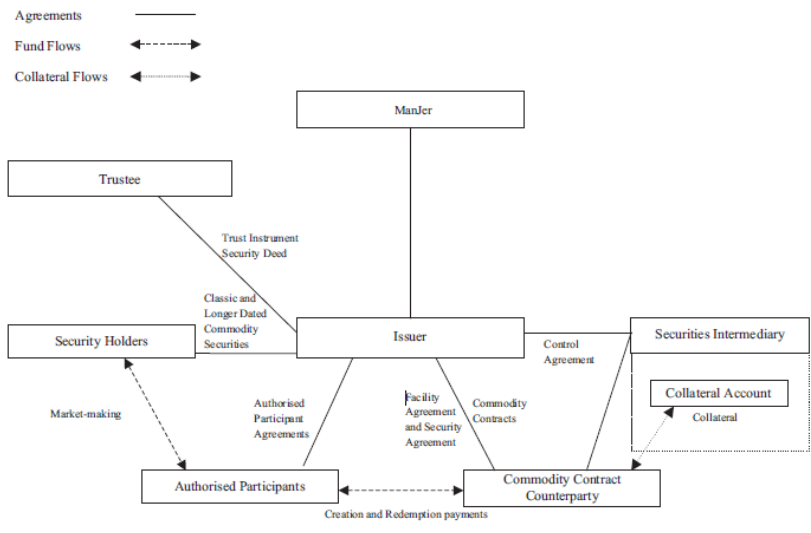 Agreements
Fund Flows
Collateral Flows
ManJer
Trustee
Trust Instrument
Security Deed
Classic and
Longer Dated
Commodity
Securities
Security Holders
Issuer
Securities Intermediary
Control
Agreement
Collateral Account
Collateral
Market-making
Authorised
Participant
Agreements
Facility
Agreement
and Security
Agreement
Commodity
Contracts
Authorised Participants
Commodity Contract
Counterparty
Creation and Redemption payments